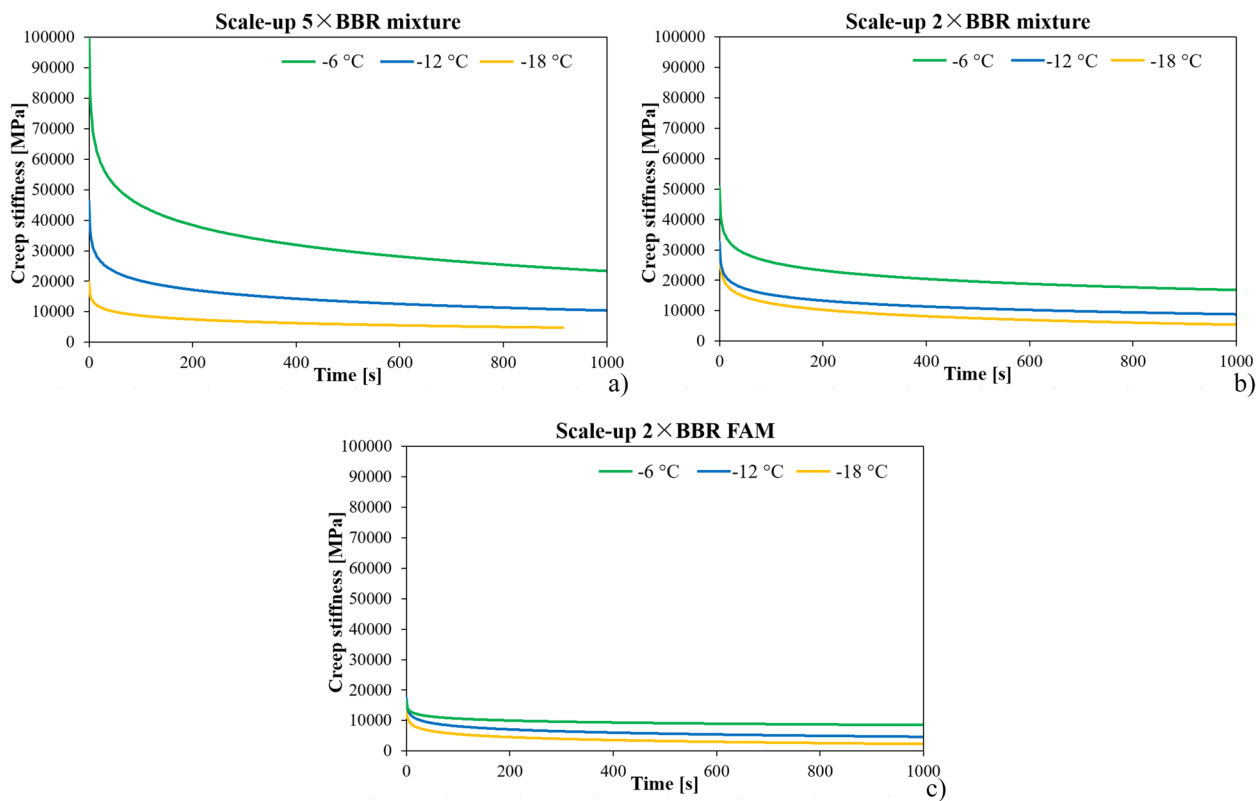 Scale-up 5×BBR mixture
Creep stiffness [MPa]
100000
90000
80000
70000
60000
50000
40000
30000
20000
10000
0
-6 °C -12 °C -18 °C
0 200 400 600 800 1000
Time [s]
a)
Scale-up 2×BBR mixture
Creep stiffness [MPa]
100000
90000
80000
70000
60000
50000
40000
30000
20000
10000
0
-6 °C -12 °C -18 °C
0 200 400 600 800 1000
Time [s]
b)
Scale-up 2×BBR FAM
Creep stiffness [MPa]
100000
90000
80000
70000
60000
50000
40000
30000
20000
10000
0
-6 °C -12 °C -18 °C
0 200 400 600 800 1000
Time [s]
c)